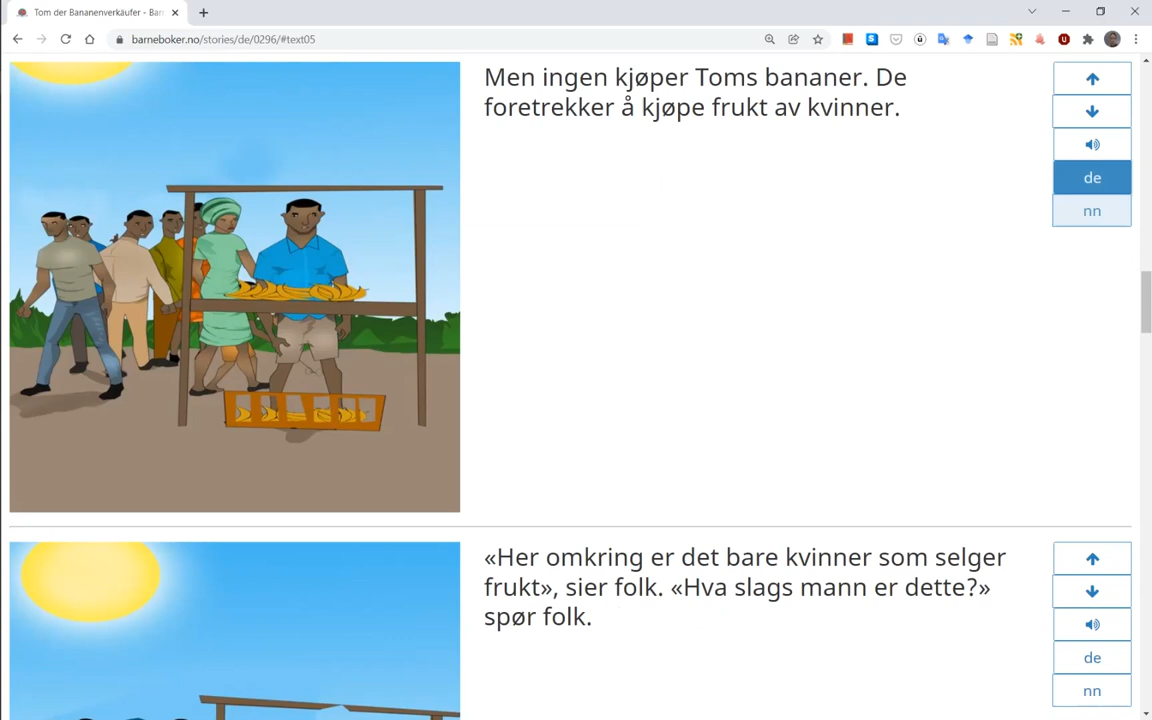 Tom der Bananenverkäufer - Bar
barneboker.no/stories/de/0296/#text05
Men ingen kjøper Toms bananer. De
foretrekker å kjøpe frukt av kvinner.
de
nn
«Her omkring er det bare kvinner som selger
frukt», sier folk. «Hva slags mann er dette?»
spør folk.
de
nn